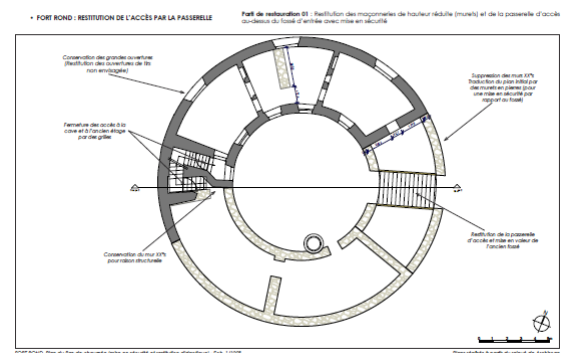 • FORT ROND : RESTITUTION DE L'ACCÈS PAR LA PASSERELLE
Parti de restauration 01 : Restitution des maçonneries de hauteur réduite (murets) et de la passerelle d'accès
au-dessus du fossé d'entrée avec mise en sécurité
Conservation des grandes ouvertures
(Restitution des ouvertures de tirs
non envisagée)
Suppression des murs XX°s
Traduction du plan initial par
des murets en pierres (pour
une mise en sécurité par
rapport au fossé)
Fermeture des accès à la
cave et à l'ancien étage
par des grilles
Conservation du mur XX°s
pour raison structurelle
Restitution de la passerelle
d'accès et mise en valeur de
l'ancien fossé
N